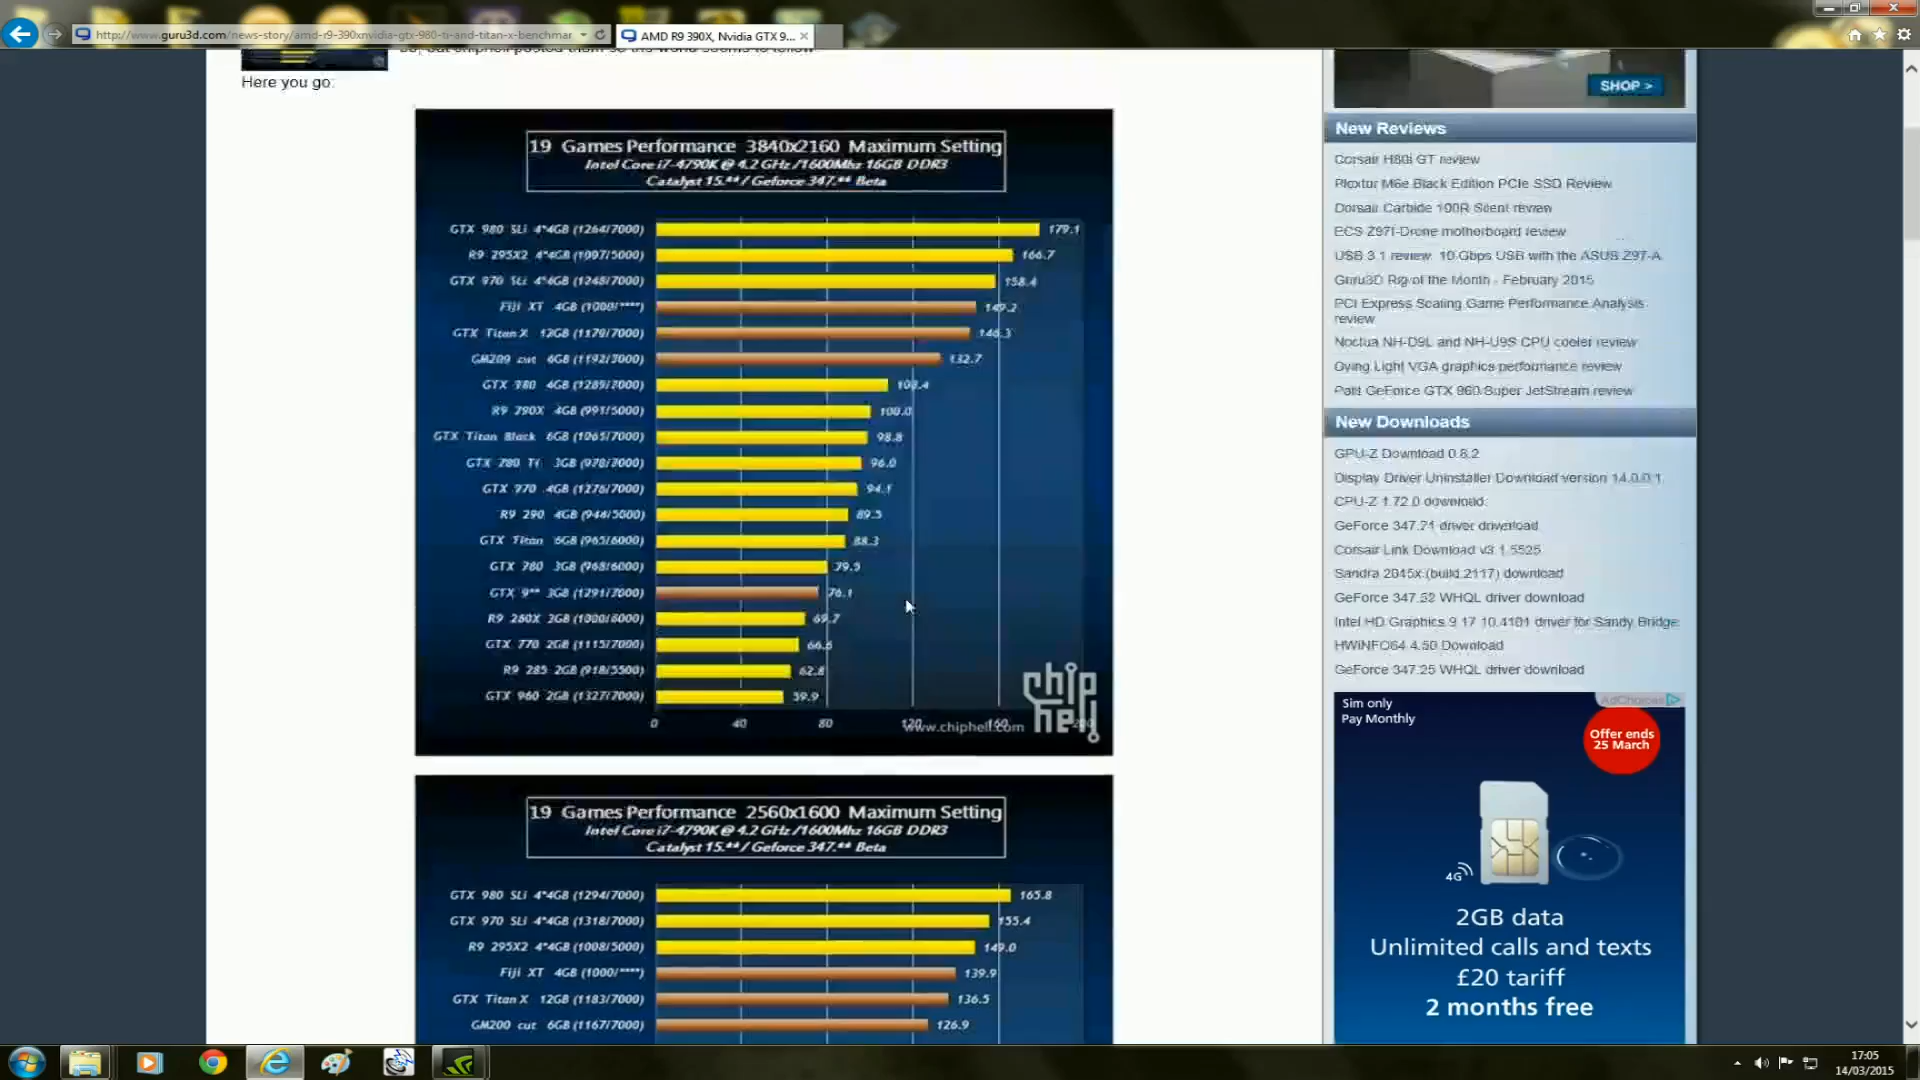 http://www.guru3d.com/news-story/amd-r9-390xnvidia-gtx-980-ti-and-titan-x-benchmar
AMD R9 390X, Nvidia GTX 9...
Here you go:
19 Games Performance 3840x2160 Maximum Setting
Intel Core i7-4790K @ 4.2 GHz /1600Mhz 16GB DDR3
Catalyst 15.** / Geforce 347.** Beta
GTX 980 SLi 4*4GB (1264/7000) 179.1
R9 295X2 4*4GB (1007/5000) 166.7
GTX 970 SLi 4*4GB (1248/7000) 158.4
Fiji XT 4GB (1000/****) 149.2
GTX Titan X 12GB (1179/7000) 146.3
GM200 cut 6GB (1192/7000) 132.7
GTX 980 4GB (1289/7000) 108.4
R9 290X 4GB (991/5000) 100.0
GTX Titan Black 6GB (1065/7000) 98.8
GTX 780 Ti 3GB (978/7000) 96.0
GTX 970 4GB (1276/7000) 94.1
R9 290 4GB (944/5000) 89.5
GTX Titan 6GB (965/6000) 88.3
GTX 780 3GB (968/6000) 79.5
GTX 9** 3GB (1291/7000) 76.1
R9 280X 3GB (1000/6000) 69.7
GTX 770 2GB (1115/7000) 66.6
R9 285 2GB (918/5500) 62.8
GTX 960 2GB (1327/7000) 59.9
0 40 80 120 160 200
www.chiphell.com
chip
hell
19 Games Performance 2560x1600 Maximum Setting
Intel Core i7-4790K @ 4.2 GHz /1600Mhz 16GB DDR3
Catalyst 15.** / Geforce 347.** Beta
GTX 980 SLi 4*4GB (1294/7000) 165.8
GTX 970 SLi 4*4GB (1318/7000) 155.4
R9 295X2 4*4GB (1008/5000) 149.0
Fiji XT 4GB (1000/****) 139.9
GTX Titan X 12GB (1183/7000) 136.5
GM200 cut 6GB (1167/7000) 126.9
SHOP >
New Reviews
Corsair H80i GT review
Plextor M6e Black Edition PCIe SSD Review
Corsair Carbide 100R Silent review
ECS Z97I-Drone motherboard review
USB 3.1 review: 10 Gbps USB with the ASUS Z97-A
Guru3D Rig of the Month - February 2015
PCI Express Scaling Game Performance Analysis
review
Noctua NH-D9L and NH-U9S CPU cooler review
Dying Light VGA graphics performance review
Palit GeForce GTX 960 Super JetStream review
New Downloads
GPU-Z Download 0.8.2
Display Driver Uninstaller Download version 14.0.0.1
CPU-Z 1.72.0 download.
GeForce 347.71 driver download
Corsair Link Download v3.1.5525
Sandra 2015x (build 2117) download
GeForce 347.52 WHQL driver download
Intel HD Graphics 9.17.10.4101 driver for Sandy Bridge
HWiNFO64 4.50 Download
GeForce 347.25 WHQL driver download
AdChoices
Sim only
Pay Monthly
Offer ends
25 March
4G
2GB data
Unlimited calls and texts
£20 tariff
2 months free
17:05
14/03/2015